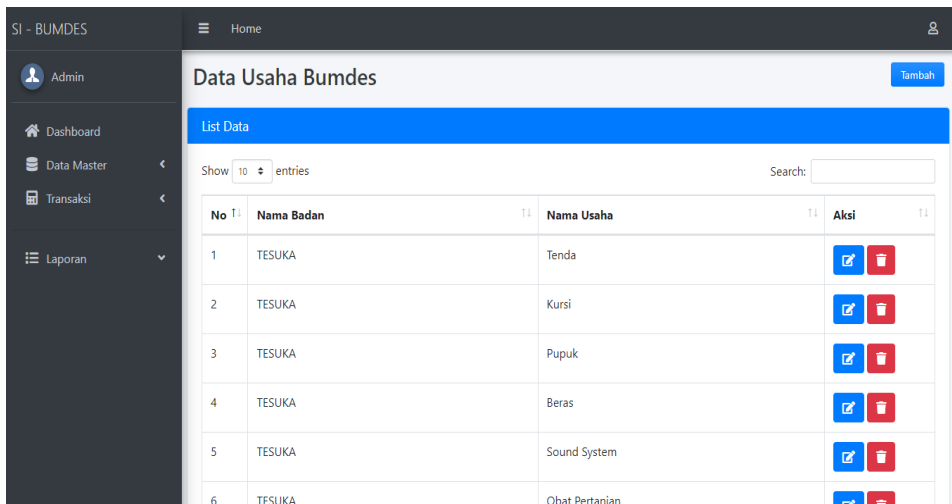 SI - BUMDES
Home
Admin
Dashboard
Data Master
Transaksi
Laporan
Data Usaha Bumdes
Tambah
List Data
Show 10 entries
Search:
No Nama Badan Nama Usaha Aksi
1 TESUKA Tenda
2 TESUKA Kursi
3 TESUKA Pupuk
4 TESUKA Beras
5 TESUKA Sound System
6 TESUKA Obat Pertanian